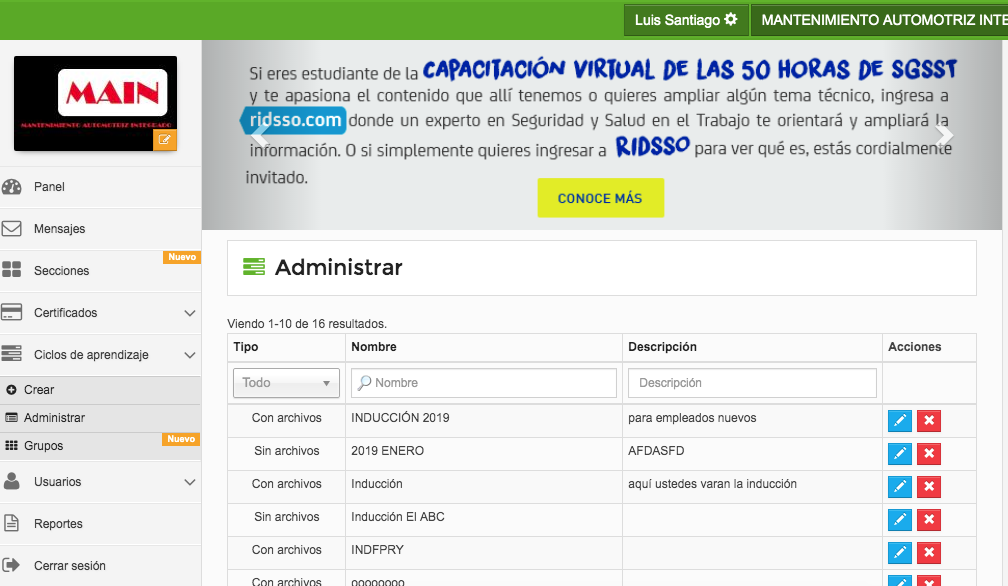 Luis Santiago
MANTENIMIENTO AUTOMOTRIZ INTE
MAIN
MANTENIMIENTO AUTOMOTRIZ INTEGRADO
Si eres estudiante de la CAPACITACIÓN VIRTUAL DE LAS 50 HORAS DE SGSST
y te apasiona el contenido que allí tenemos o quieres ampliar algún tema técnico, ingresa a
ridsso.com donde un experto en Seguridad y Salud en el Trabajo te orientará y ampliará la
información. O si simplemente quieres ingresar a RIDSSO para ver qué es, estás cordialmente
invitado.
CONOCE MÁS
Panel
Mensajes
Nuevo
Secciones
Certificados
Ciclos de aprendizaje
Crear
Administrar
Nuevo
Grupos
Usuarios
Reportes
Cerrar sesión
Administrar
Viendo 1-10 de 16 resultados.
Tipo Nombre Descripción Acciones
Todo Nombre Descripción
Con archivos INDUCCIÓN 2019 para empleados nuevos
Sin archivos 2019 ENERO AFDASFD
Con archivos Inducción aquí ustedes varan la inducción
Sin archivos Inducción El ABC
Con archivos INDFPRY
Con archivos oooooooo